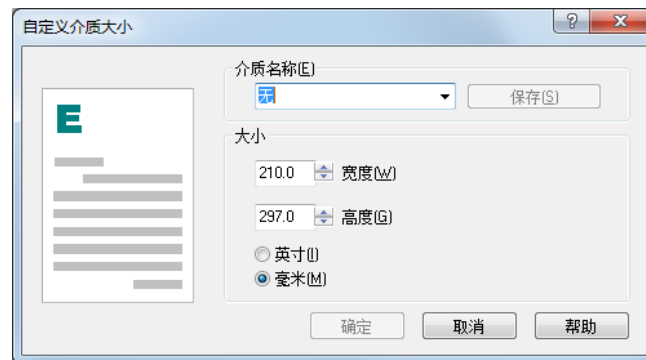 自定义介质大小
介质名称(E)
无
保存(S)
E
大小
210.0 宽度(W)
297.0 高度(G)
英寸(I)
毫米(M)
确定 取消 帮助